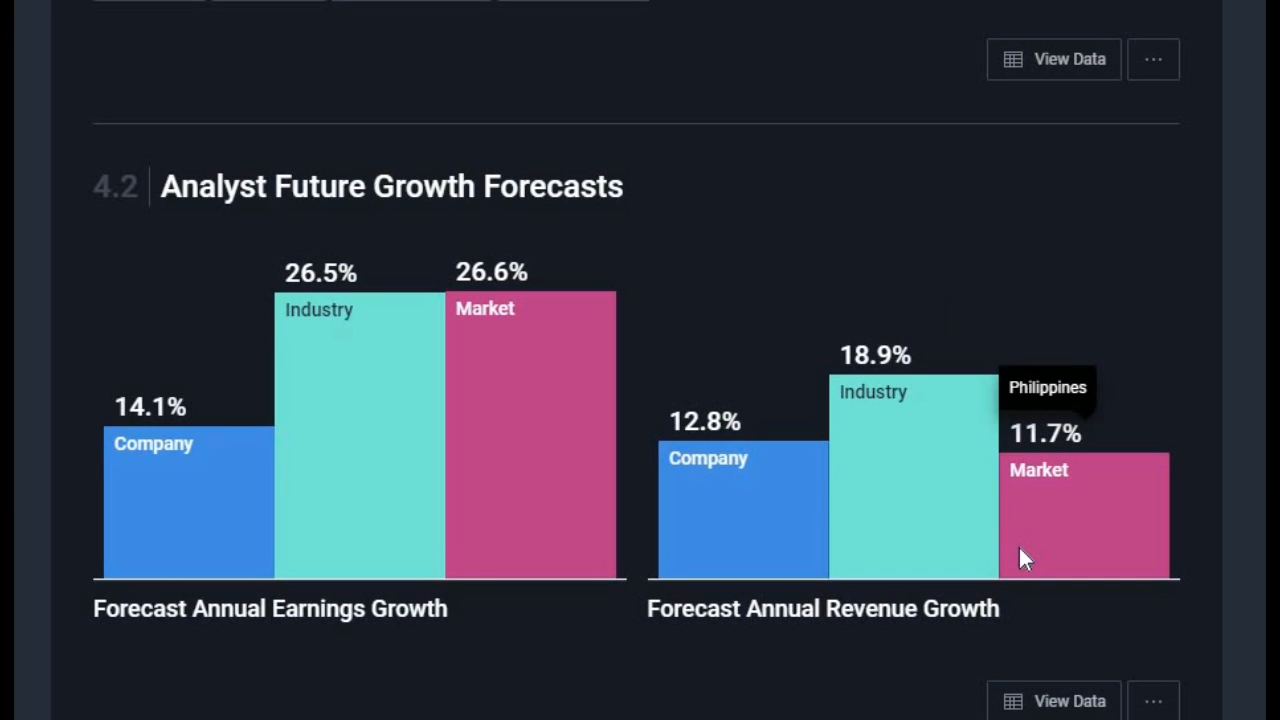 View Data
4.2 Analyst Future Growth Forecasts
14.1%
Company
26.5%
Industry
26.6%
Market
Forecast Annual Earnings Growth
12.8%
Company
18.9%
Industry
Philippines
11.7%
Market
Forecast Annual Revenue Growth
View Data